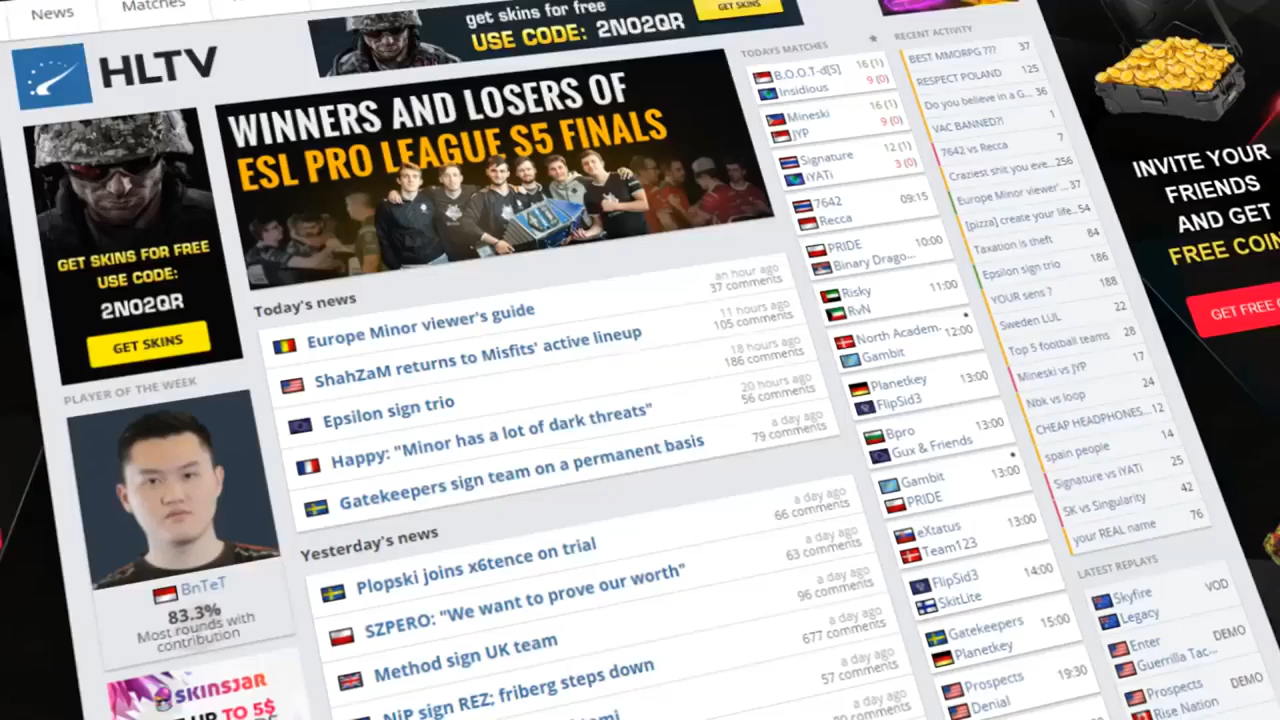 News
Matches
HLTV
get skins for free
USE CODE: 2NO2QR
GET SKINS
GET SKINS FOR FREE
USE CODE:
2NO2QR
GET SKINS
PLAYER OF THE WEEK
BnTeT
83.3%
Most rounds with
contribution
SKINSJAR
UP TO 5$
WINNERS AND LOSERS OF
ESL PRO LEAGUE S5 FINALS
Today's news
Europe Minor viewer's guide
an hour ago
37 comments
ShahZaM returns to Misfits' active lineup
11 hours ago
105 comments
Epsilon sign trio
18 hours ago
186 comments
Happy: "Minor has a lot of dark threats"
20 hours ago
56 comments
Gatekeepers sign team on a permanent basis
a day ago
79 comments
Yesterday's news
Plopski joins x6tence on trial
a day ago
66 comments
SZPERO: "We want to prove our worth"
a day ago
63 comments
Method sign UK team
a day ago
96 comments
NiP sign REZ; friberg steps down
a day ago
677 comments
a day ago
57 comments
a day ago
TODAYS MATCHES
B.O.O.T-d[S] 16 (1)
Insidious 9 (0)
Mineski 16 (1)
JYP 9 (0)
Signature 12 (1)
iYATi 3 (0)
7642 09:15
Recca
PRIDE 10:00
Binary Drago...
Risky 11:00
RvN
North Academ.. 12:00
Gambit
Planetkey 13:00
FlipSid3
Bpro 13:00
Gux & Friends
Gambit 13:00
PRIDE
eXtatus 13:00
Team123
FlipSid3 14:00
SkitLite
Gatekeepers 15:00
Planetkey
Prospects 19:30
Denial
RECENT ACTIVITY
BEST MMORPG ??? 37
RESPECT POLAND 125
Do you believe in a G... 36
VAC BANNED?! 1
7642 vs Recca 7
Craziest shit you eve... 256
Europe Minor viewer'... 37
[pizza] create your life... 54
Taxation is theft 84
Epsilon sign trio 186
YOUR sens ? 188
Sweden LUL 22
Top 5 football teams 28
Mineski vs JYP 17
Nbk vs loop 24
CHEAP HEADPHONES... 12
spain people 14
Signature vs iYATi 25
SK vs Singularity 42
your REAL name 76
LATEST REPLAYS
Skyfire VOD
Legacy
Enter DEMO
Guerrilla Tac...
Prospects DEMO
Rise Nation
INVITE YOUR
FRIENDS
AND GET
FREE COIN
GET FREE